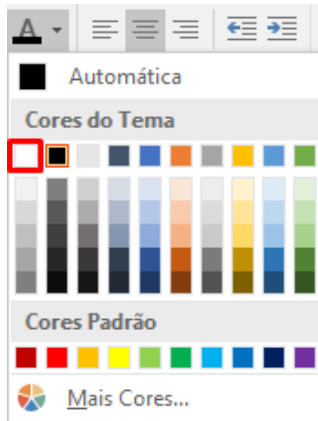 A
Automática
Cores do Tema
Cores Padrão
Mais Cores...